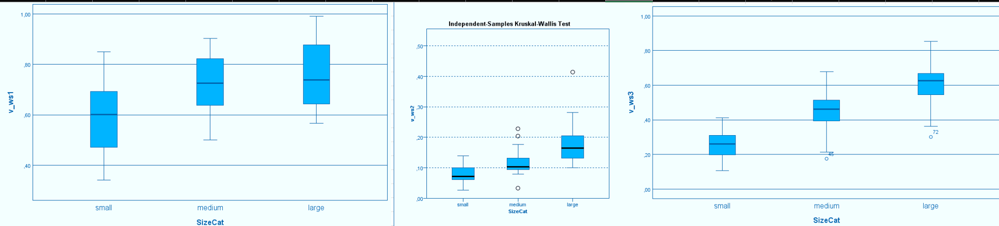 1,00
,80
,60
,40
v_ws1
small medium large
SizeCat
Independent-Samples Kruskal-Wallis Test
,50
,40
,30
,20
,10
,00
v_ws2
small medium large
SizeCat
1,00
,80
,60
,40
,20
,00
v_ws3
72
45
small medium large
SizeCat